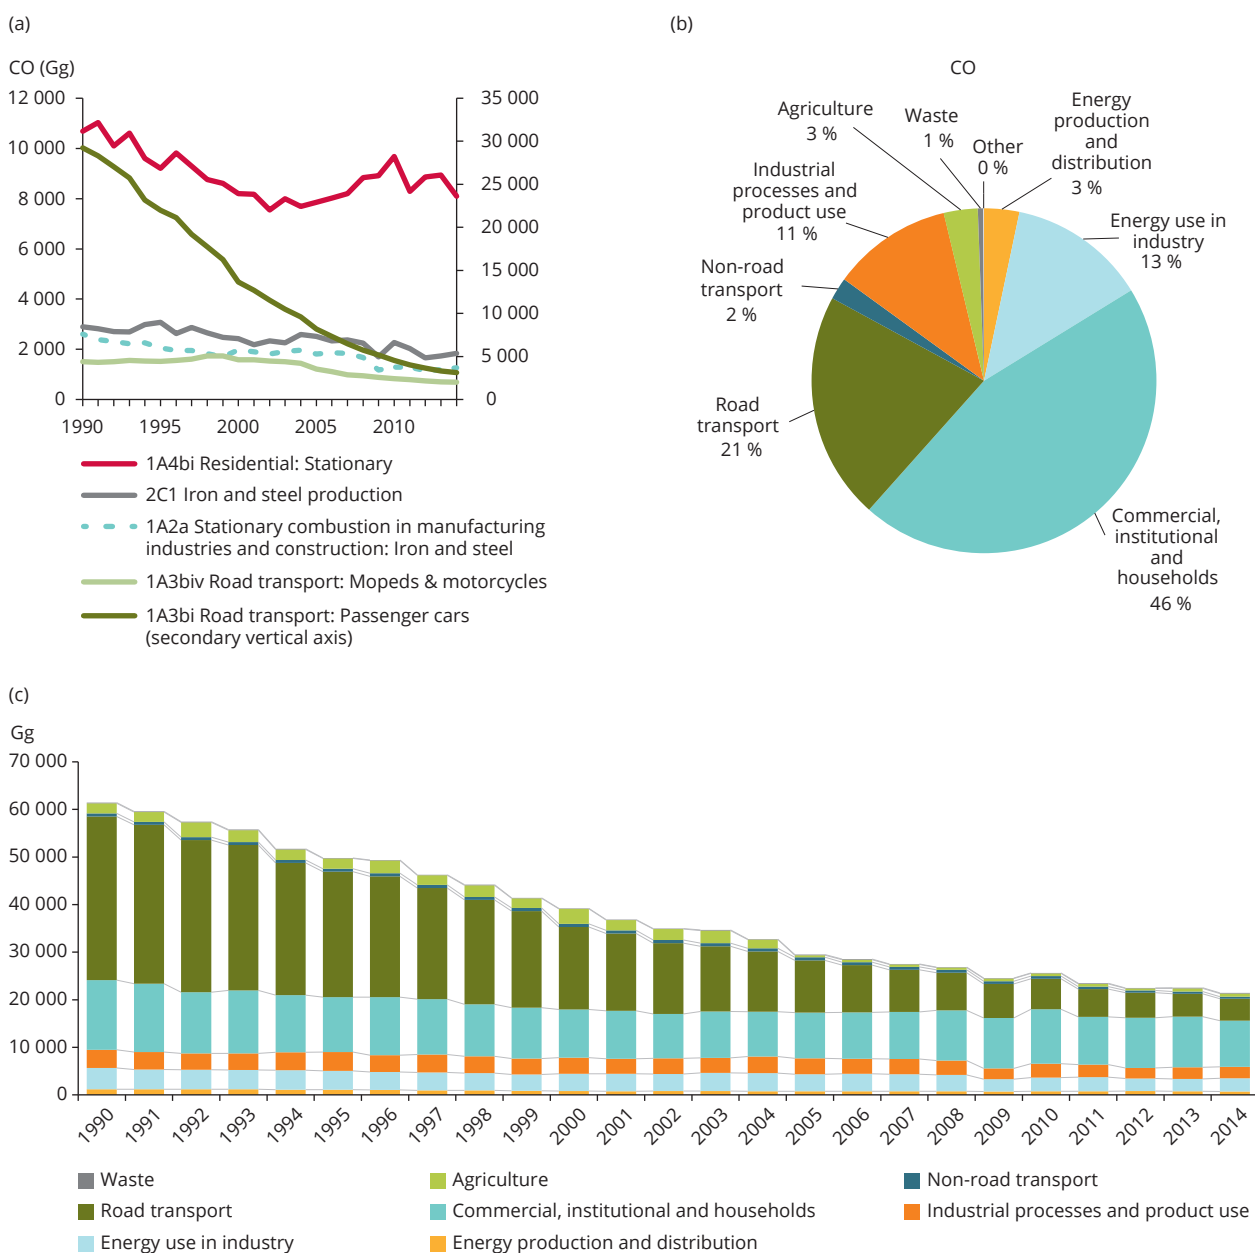 (a)
CO (Gg)
12 000
10 000
8 000
6 000
4 000
2 000
0
35 000
30 000
25 000
20 000
15 000
10 000
5 000
0
1990 1995 2000 2005 2010
1A4bi Residential: Stationary
2C1 Iron and steel production
1A2a Stationary combustion in manufacturing
industries and construction: Iron and steel
1A3biv Road transport: Mopeds & motorcycles
1A3bi Road transport: Passenger cars
(secondary vertical axis)
(b)
CO
Agriculture
3 %
Waste
1 %
Other
0 %
Energy
production
and
distribution
3 %
Industrial
processes and
product use
11 %
Energy use in
industry
13 %
Non-road
transport
2 %
Road
transport
21 %
Commercial,
institutional
and
households
46 %
(c)
Gg
70 000
60 000
50 000
40 000
30 000
20 000
10 000
0
1990 1991 1992 1993 1994 1995 1996 1997 1998 1999 2000 2001 2002 2003 2004 2005 2006 2007 2008 2009 2010 2011 2012 2013 2014
Waste Agriculture Non-road transport
Road transport Commercial, institutional and households Industrial processes and product use
Energy use in industry Energy production and distribution